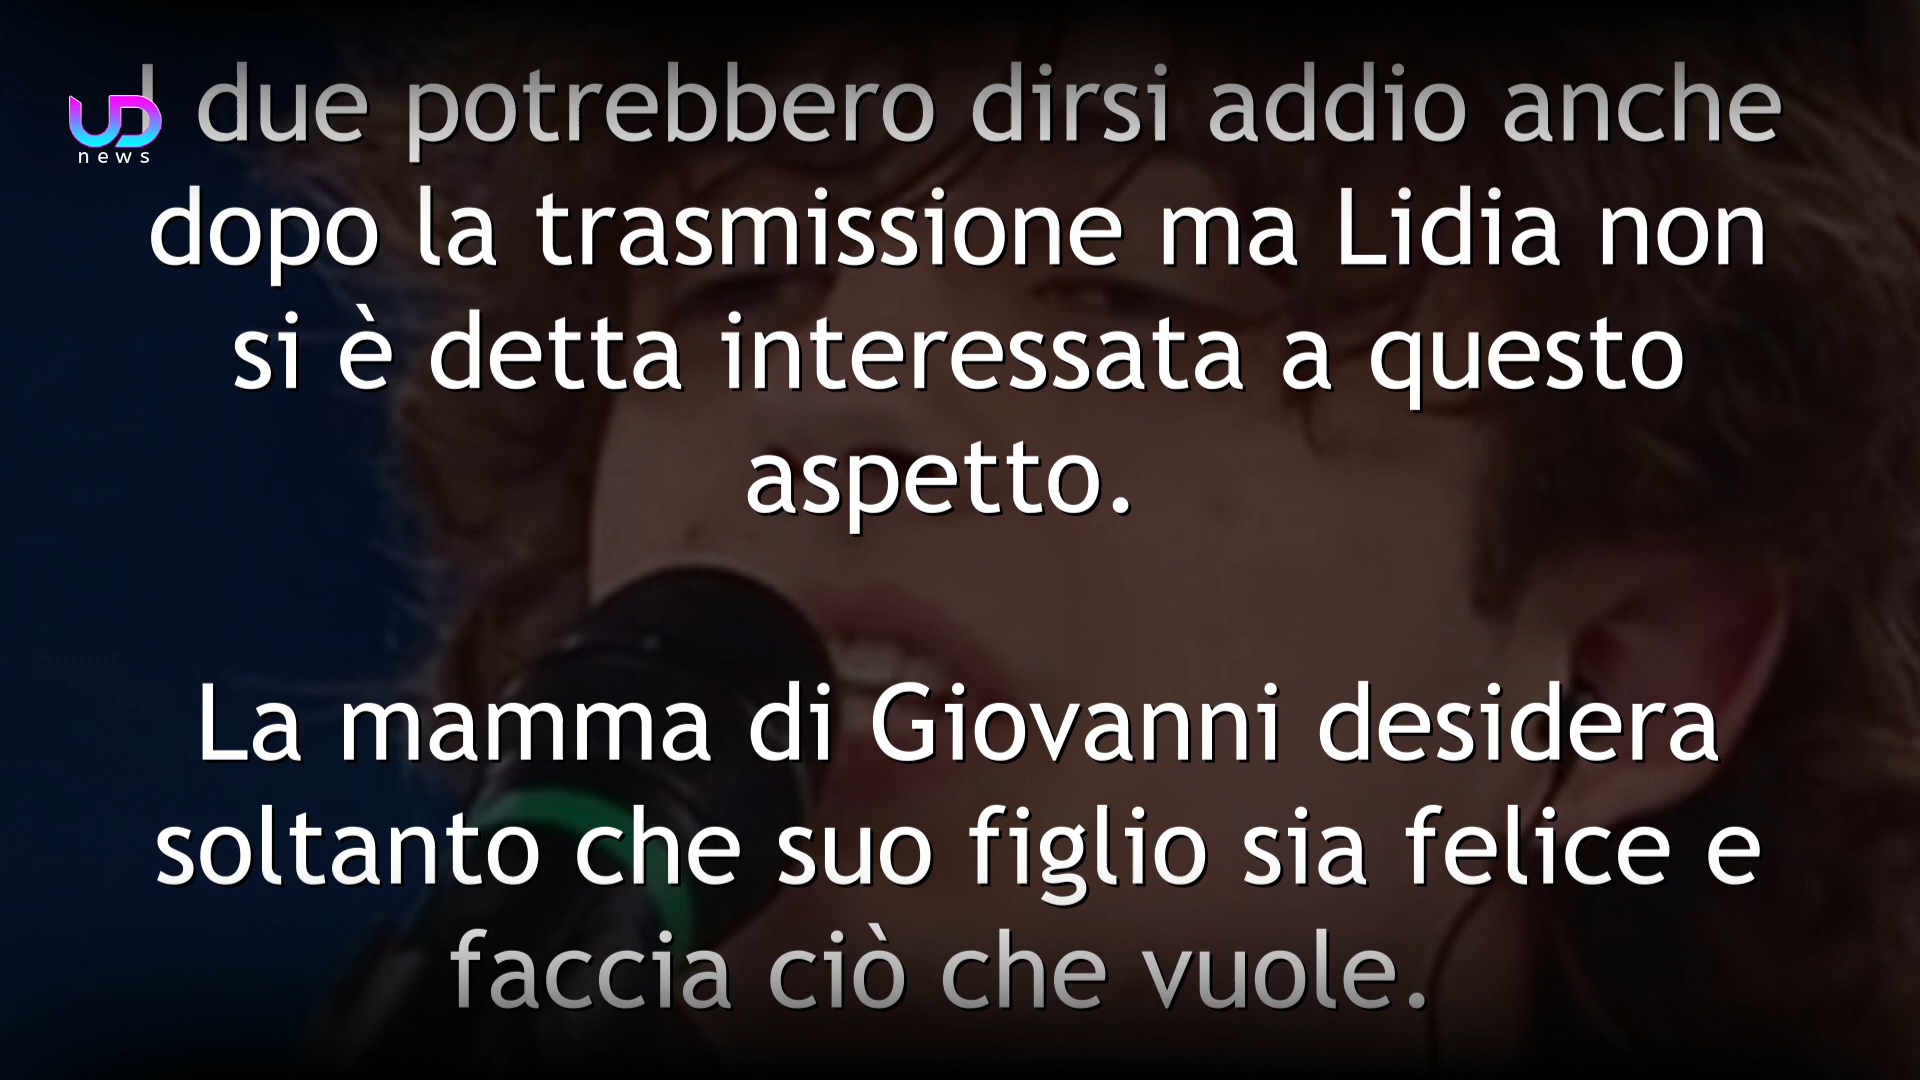 I due potrebbero dirsi addio anche
UD
news
dopo la trasmissione ma Lidia non
si è detta interessata a questo
aspetto.
La mamma di Giovanni desidera
soltanto che suo figlio sia felice e
faccia ciò che vuole.